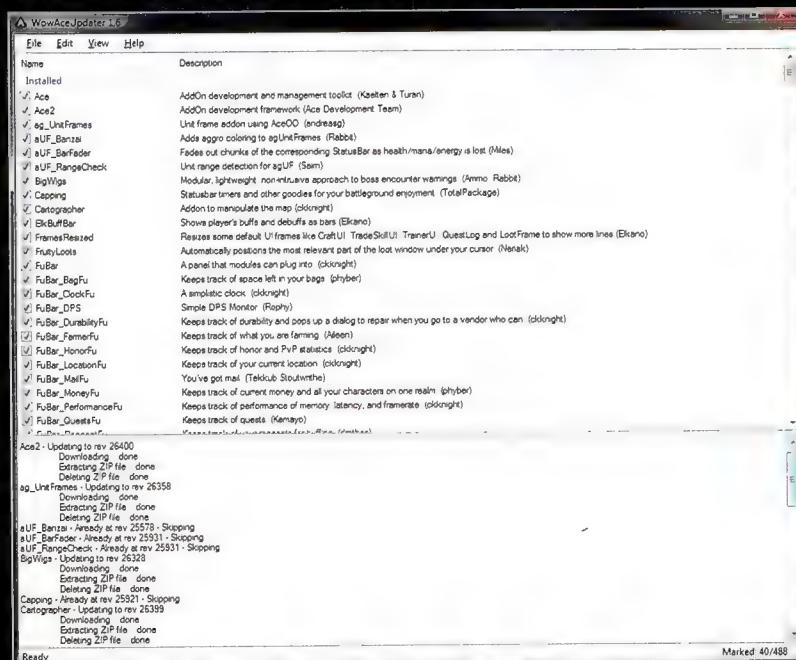 WowAceUpdater 1.6
File Edit View Help
Name Description
Installed
Ace AddOn development and management toolkit (Kaelten & Turan)
Ace2 AddOn development framework (Ace Development Team)
ag_UnitFrames Unit frame addon using AceOO (andreasg)
aUF_Banzai Adds aggro coloring to agUnitFrames (Rabbit)
aUF_BarFader Fades out chunks of the corresponding StatusBar as health/mana/energy is lost (Miles)
aUF_RangeCheck Unit range detection for agUF
BigWigs Modular, lightweight, non-intrusive approach to boss encounter warnings (Ammo Rabbit)
Capping Statusbar timers and other goodies for your battleground enjoyment (TotalPackage)
Cartographer Addon to manipulate the map (ckknight)
ElkBuffBar Shows player's buffs and debuffs as bars (Elkano)
FramesResized Resizes some default UI frames like CraftUI TradeSkillUI TrainerU QuestLog and LootFrame to show more lines (Elkano)
FruityLoots Automatically positions the most relevant part of the loot window under your cursor
FuBar A panel that modules can plug into (ckknight)
FuBar_BagFu Keeps track of space left in your bags (phyber)
FuBar_ClockFu A simplistic clock (ckknight)
FuBar_DPS Simple DPS Monitor (Rophy)
FuBar_DurabilityFu Keeps track of durability and pops up a dialog to repair when you go to a vendor who can (ckknight)
FuBar_FarmerFu Keeps track of what you are farming
FuBar_HonorFu Keeps track of honor and PvP statistics (ckknight)
FuBar_LocationFu Keeps track of your current location (ckknight)
FuBar_MailFu You've got mail (Tekkub Stoutwrithe)
FuBar_MoneyFu Keeps track of current money and all your characters on one realm (phyber)
FuBar_PerformanceFu Keeps track of performance of memory latency, and framerate (ckknight)
FuBar_QuestsFu Keeps track of quests (Kemayo)
Ace2 - Updating to rev 26400
Downloading done
Extracting ZIP file done
Deleting ZIP file done
ag_UnitFrames - Updating to rev 26358
Downloading done
Extracting ZIP file done
Deleting ZIP file done
aUF_Banzai - Already at rev 25578 - Skipping
aUF_BarFader - Already at rev 25931 - Skipping
aUF_RangeCheck - Already at rev 25931 - Skipping
BigWigs - Updating to rev 26328
Downloading done
Extracting ZIP file done
Deleting ZIP file done
Capping - Already at rev 25921 - Skipping
Cartographer - Updating to rev 26399
Downloading done
Extracting ZIP file done
Deleting ZIP file done
Ready Marked 40/488